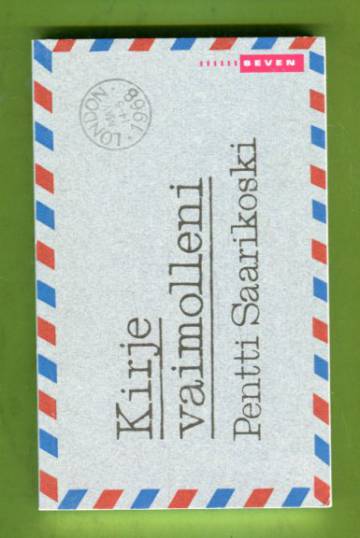 SEVEN
LONDON
1968
Kirje
vaimolleni
Pentti Saarikoski